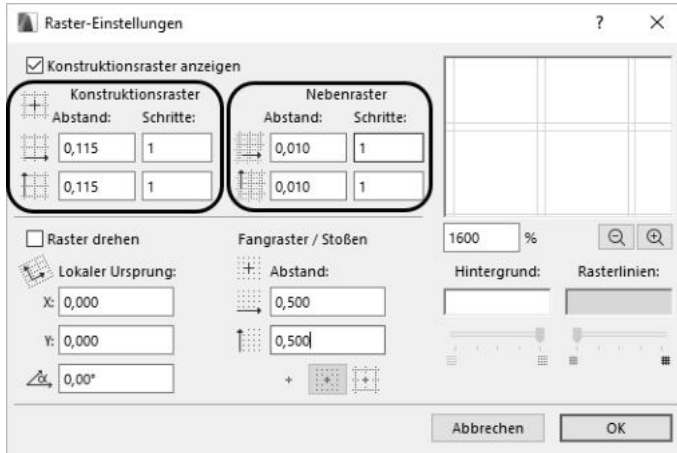 Raster-Einstellungen ? ×
Konstruktionsraster anzeigen
Konstruktionsraster
Abstand: Schritte:
0,115 1
0,115 1
Nebenraster
Abstand: Schritte:
0,010 1
0,010 1
Raster drehen
Lokaler Ursprung:
X: 0,000
Y: 0,000
α 0,00°
Fangraster / Stoßen
Abstand:
0,500
0,500
1600 %
Hintergrund: Rasterlinien:
Abbrechen OK